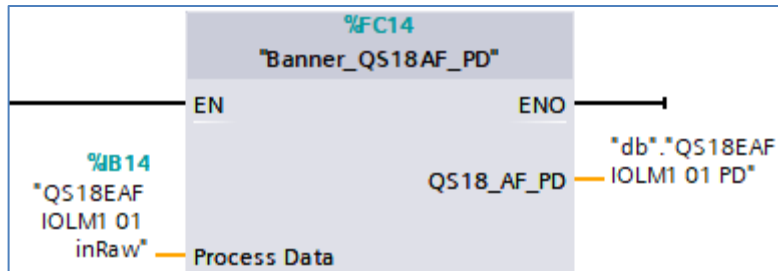 %FC14
"Banner_QS18AF_PD"
EN
ENO
%IB14
"QS18EAF
IOLM1 01
inRaw"
Process Data
QS18_AF_PD
"db"."QS18EAF
IOLM1 01 PD"